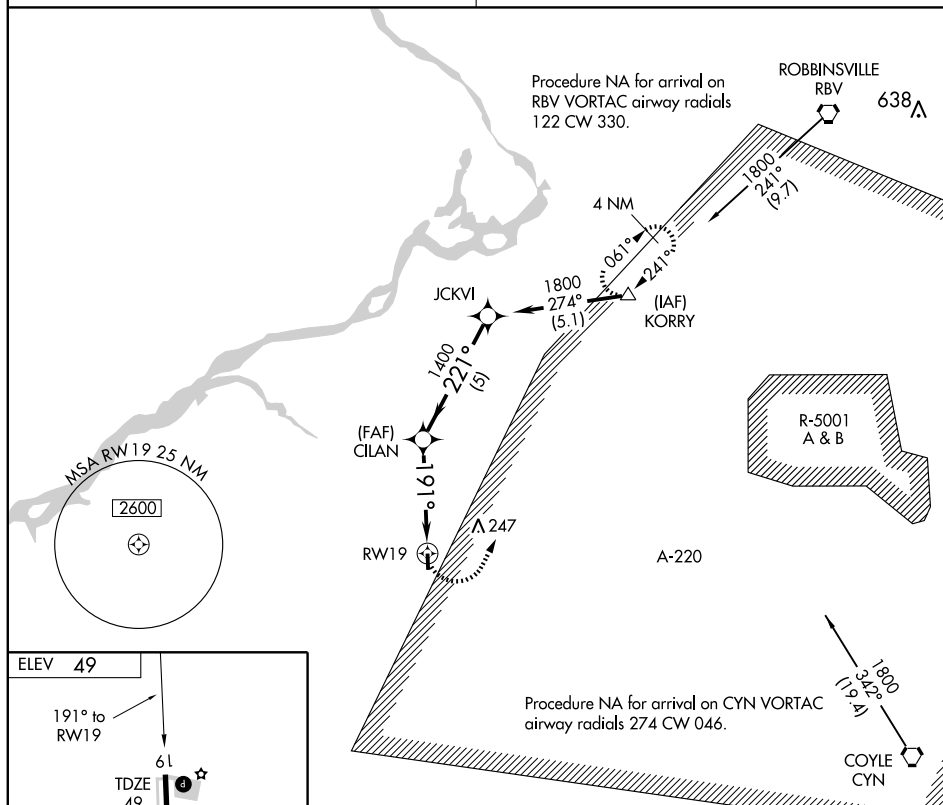 Procedure NA for arrival on
RBV VORTAC airway radials
122 CW 330.
ROBBINSVILLE
RBV
638
1800
241°
(9.7)
4 NM
061°
241°
JCKVI
1800
274°
(5.1)
(IAF)
KORRY
1400
221°
(5)
(FAF)
CILAN
191°
R-5001
A & B
MSA RW19 25 NM
2600
247
RW19
A-220
1800
342°
(19.4)
Procedure NA for arrival on CYN VORTAC
airway radials 274 CW 046.
COYLE
CYN
ELEV 49
191° to
RW19
19
TDZE
49
P